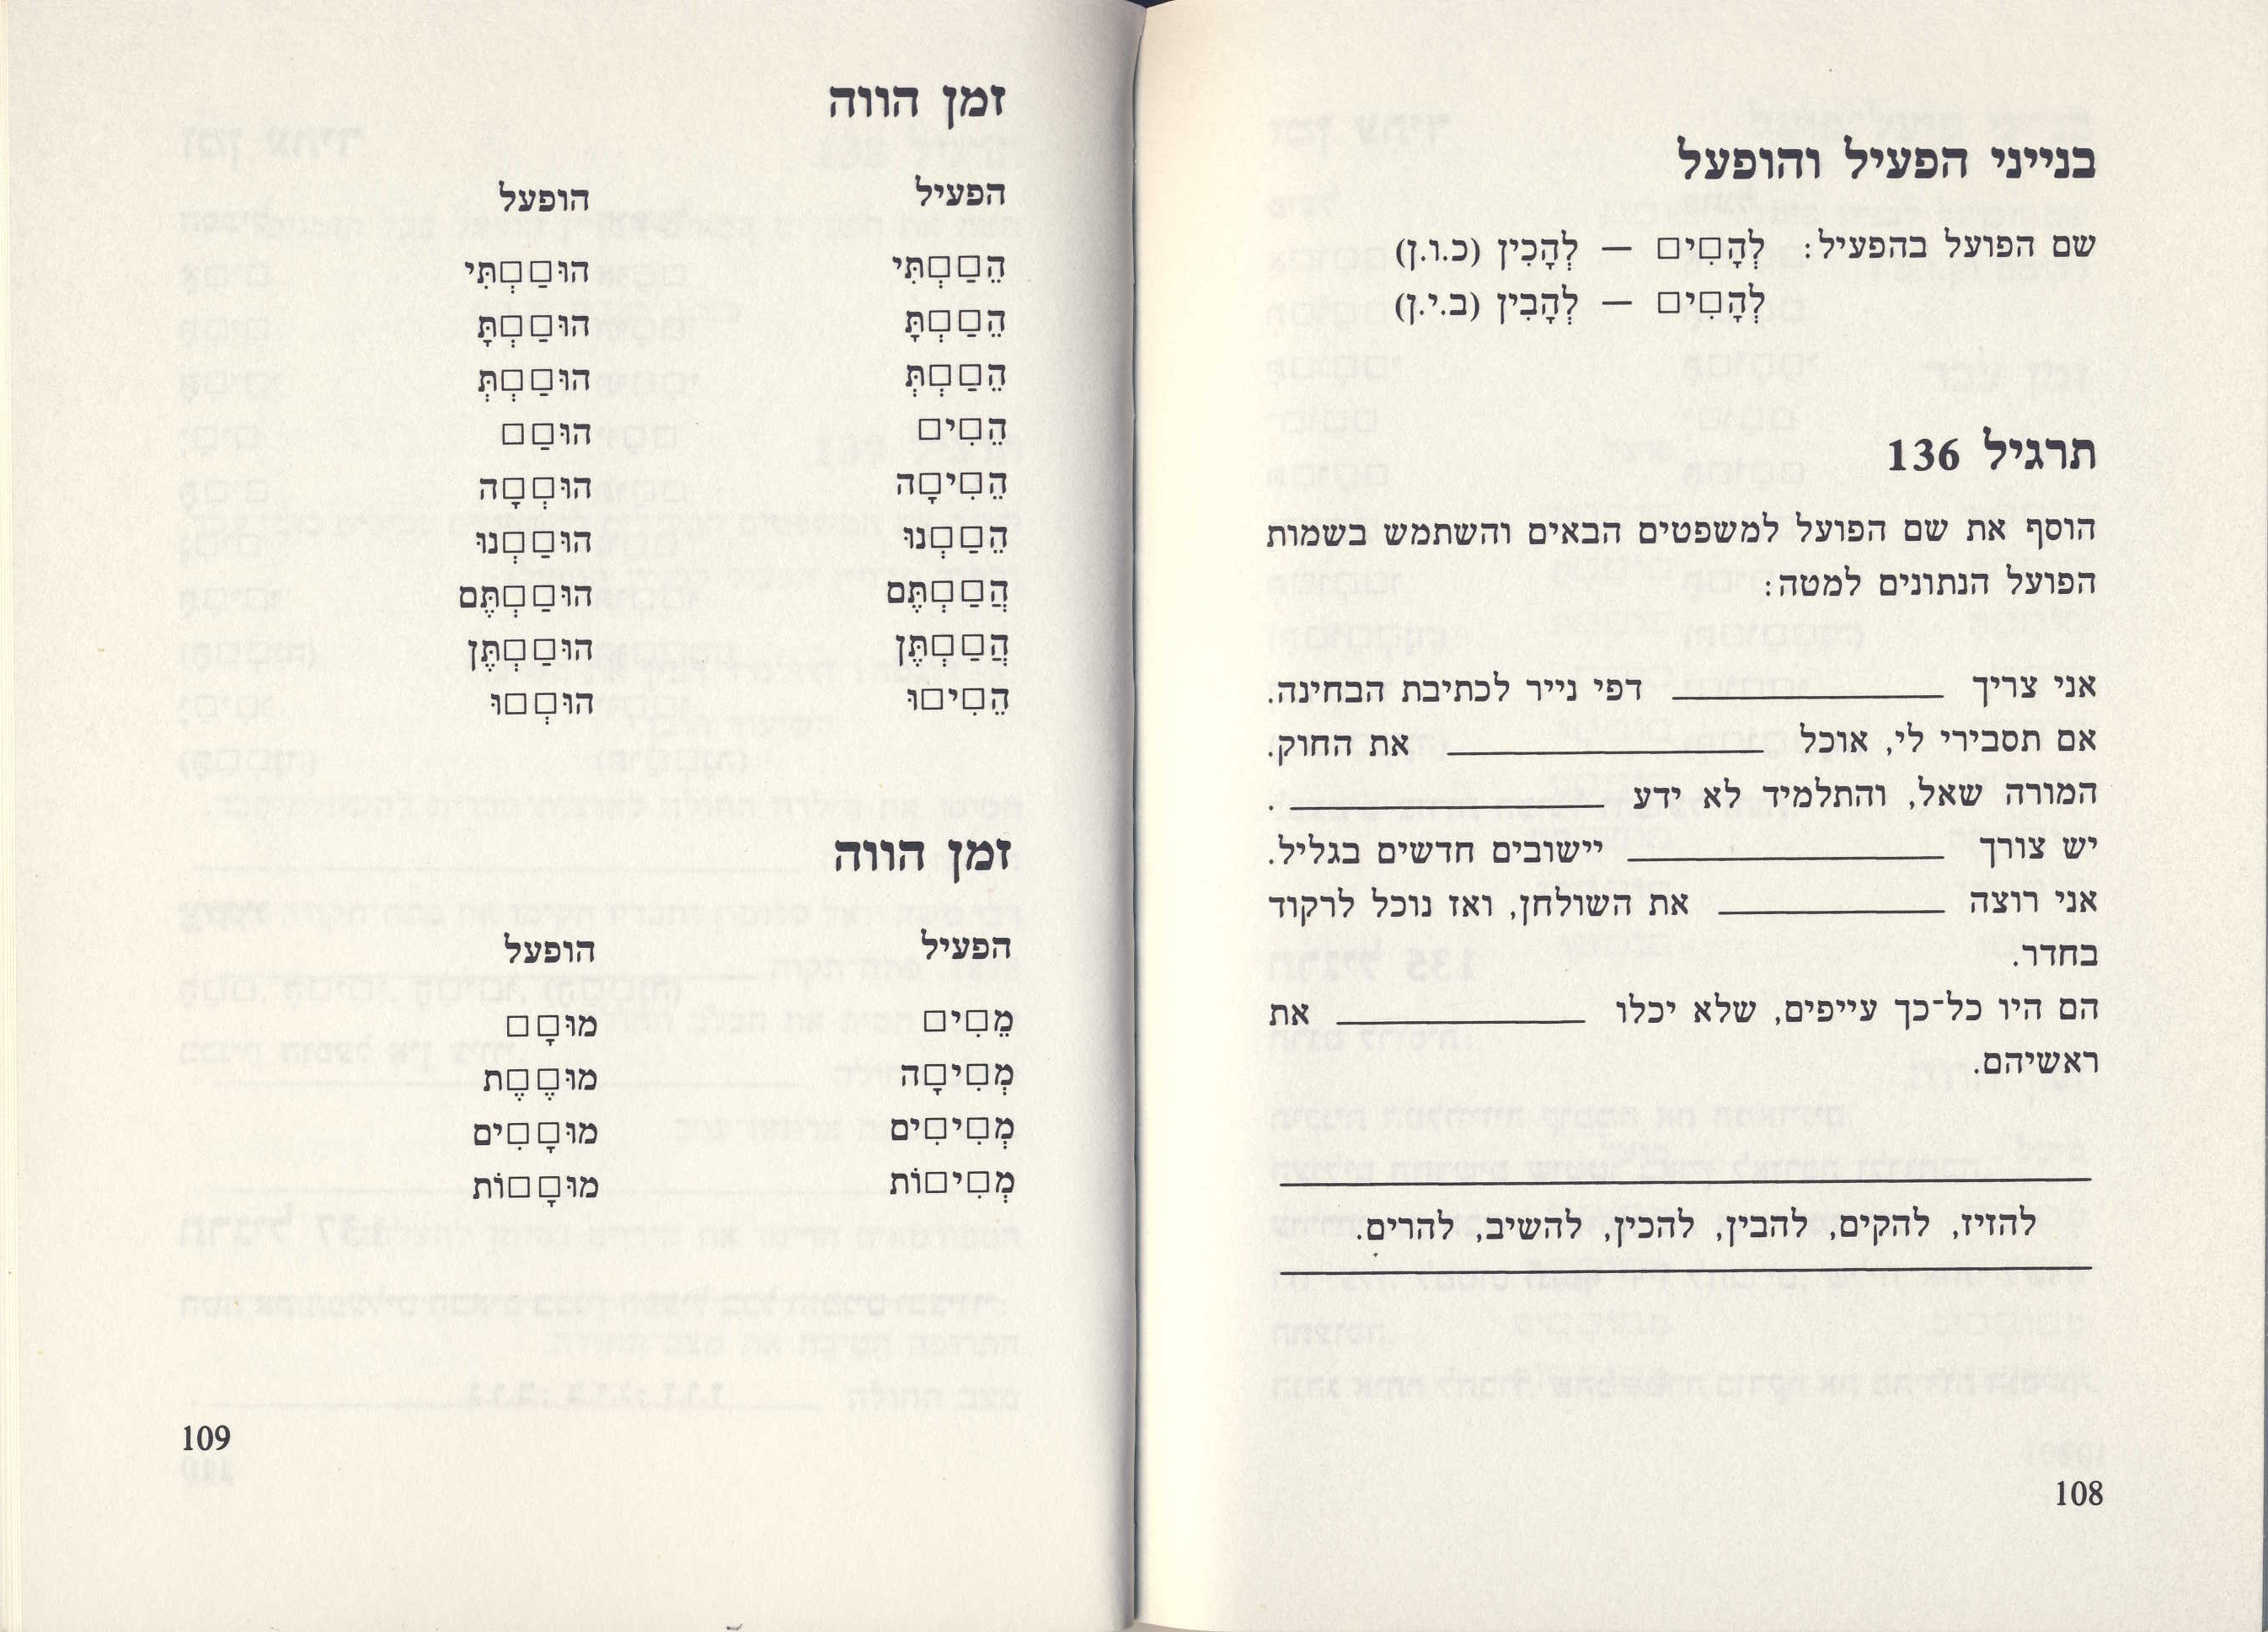 בנייני הפעיל והופעל
שם הפועל בהפעיל: לְהָ□ִי□ — לְהָכִין (כ.ו.ן)
לְהָ□ִי□ — לְהָבִין (ב.י.ן)
תרגיל 136
הוסף את שם הפועל למשפטים הבאים והשתמש בשמות
הפועל הנתונים למטה:
אני צריך ________ דפי נייר לכתיבת הבחינה.
אם תסבירי לי, אוכל ________ את החוק.
המורה שאל, והתלמיד לא ידע ________ .
יש צורך ________ יישובים חדשים בגליל.
אני רוצה ________ את השולחן, ואז נוכל לרקוד
בחדר.
הם היו כל־כך עייפים, שלא יכלו ________ את
ראשיהם.
להזיז, להקים, להבין, להכין, להשיב, להרים.
108
זמן הווה
הפעיל הופעל
הֵ□ַ□ְתִּי הוּ□ַ□ְתִּי
הֵ□ַ□ְתָּ הוּ□ַ□ְתָּ
הֵ□ַ□ְתְּ הוּ□ַ□ְתְּ
הֵ□ִי□ הוּ□ַ□
הֵ□ִי□ָה הוּ□ְ□ָה
הֵ□ַ□ְנוּ הוּ□ַ□ְנוּ
הֲ□ַ□ְתֶּם הוּ□ַ□ְתֶּם
הֲ□ַ□ְתֶּן הוּ□ַ□ְתֶּן
הֵ□ִי□וּ הוּ□ְ□וּ
זמן הווה
הפעיל הופעל
מֵ□ִי□ מוּ□ָ□
מְ□ִי□ָה מוּ□ֶ□ֶת
מְ□ִי□ִים מוּ□ָ□ִים
מְ□ִי□וֹת מוּ□ָ□וֹת
109